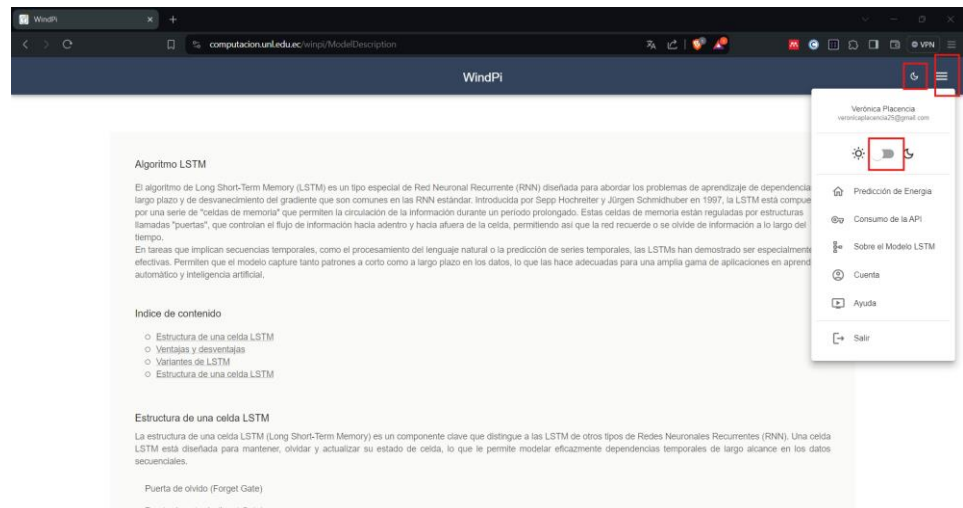 WindPi
computacion.unl.edu.ec/winpi/ModelDescription
VPN
WindPi
Verónica Placencia
veronicaplacencia25@gmail.com
Predicción de Energia
Consumo de la API
Sobre el Modelo LSTM
Cuenta
Ayuda
Salir
Algoritmo LSTM
El algoritmo de Long Short-Term Memory (LSTM) es un tipo especial de Red Neuronal Recurrente (RNN) diseñada para abordar los problemas de aprendizaje de dependencia
largo plazo y de desvanecimiento del gradiente que son comunes en las RNN estándar. Introducida por Sepp Hochreiter y Jürgen Schmidhuber en 1997, la LSTM está compue
por una serie de "celdas de memoria" que permiten la circulación de la información durante un período prolongado. Estas celdas de memoria están reguladas por estructuras
llamadas "puertas", que controlan el flujo de información hacia adentro y hacia afuera de la celda, permitiendo así que la red recuerde o se olvide de información a lo largo del
tiempo.
En tareas que implican secuencias temporales, como el procesamiento del lenguaje natural o la predicción de series temporales, las LSTMs han demostrado ser especialmente
efectivas. Permiten que el modelo capture tanto patrones a corto como a largo plazo en los datos, lo que las hace adecuadas para una amplia gama de aplicaciones en aprend
automático y inteligencia artificial.
Indice de contenido
Estructura de una celda LSTM
Ventajas y desventajas
Variantes de LSTM
Estructura de una celda LSTM
Estructura de una celda LSTM
La estructura de una celda LSTM (Long Short-Term Memory) es un componente clave que distingue a las LSTM de otros tipos de Redes Neuronales Recurrentes (RNN). Una celda
LSTM está diseñada para mantener, olvidar y actualizar su estado de celda, lo que le permite modelar eficazmente dependencias temporales de largo alcance en los datos
secuenciales.
Puerta de olvido (Forget Gate)